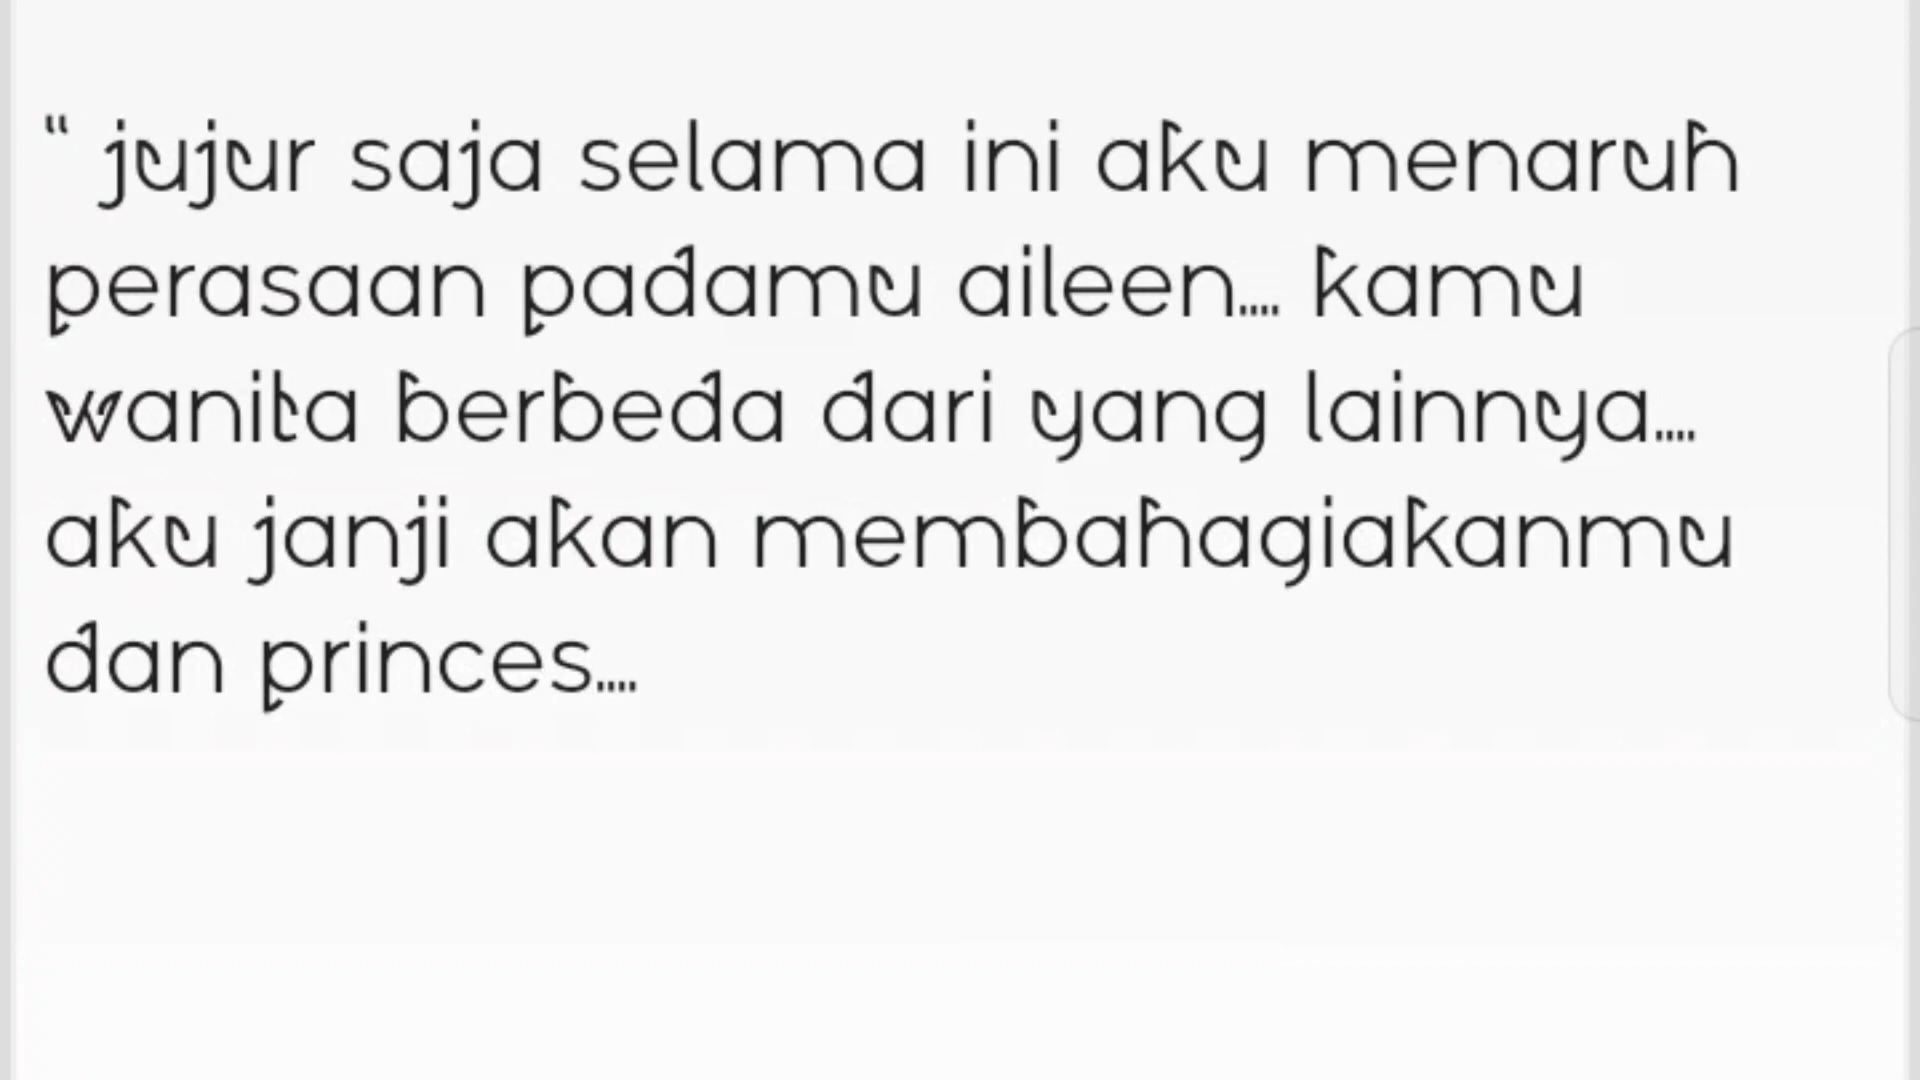 “ jujur saja selama ini aku menaruh
perasaan padamu aileen.... kamu
wanita berbeda dari yang lainnya....
aku janji akan membahagiakanmu
dan princes....